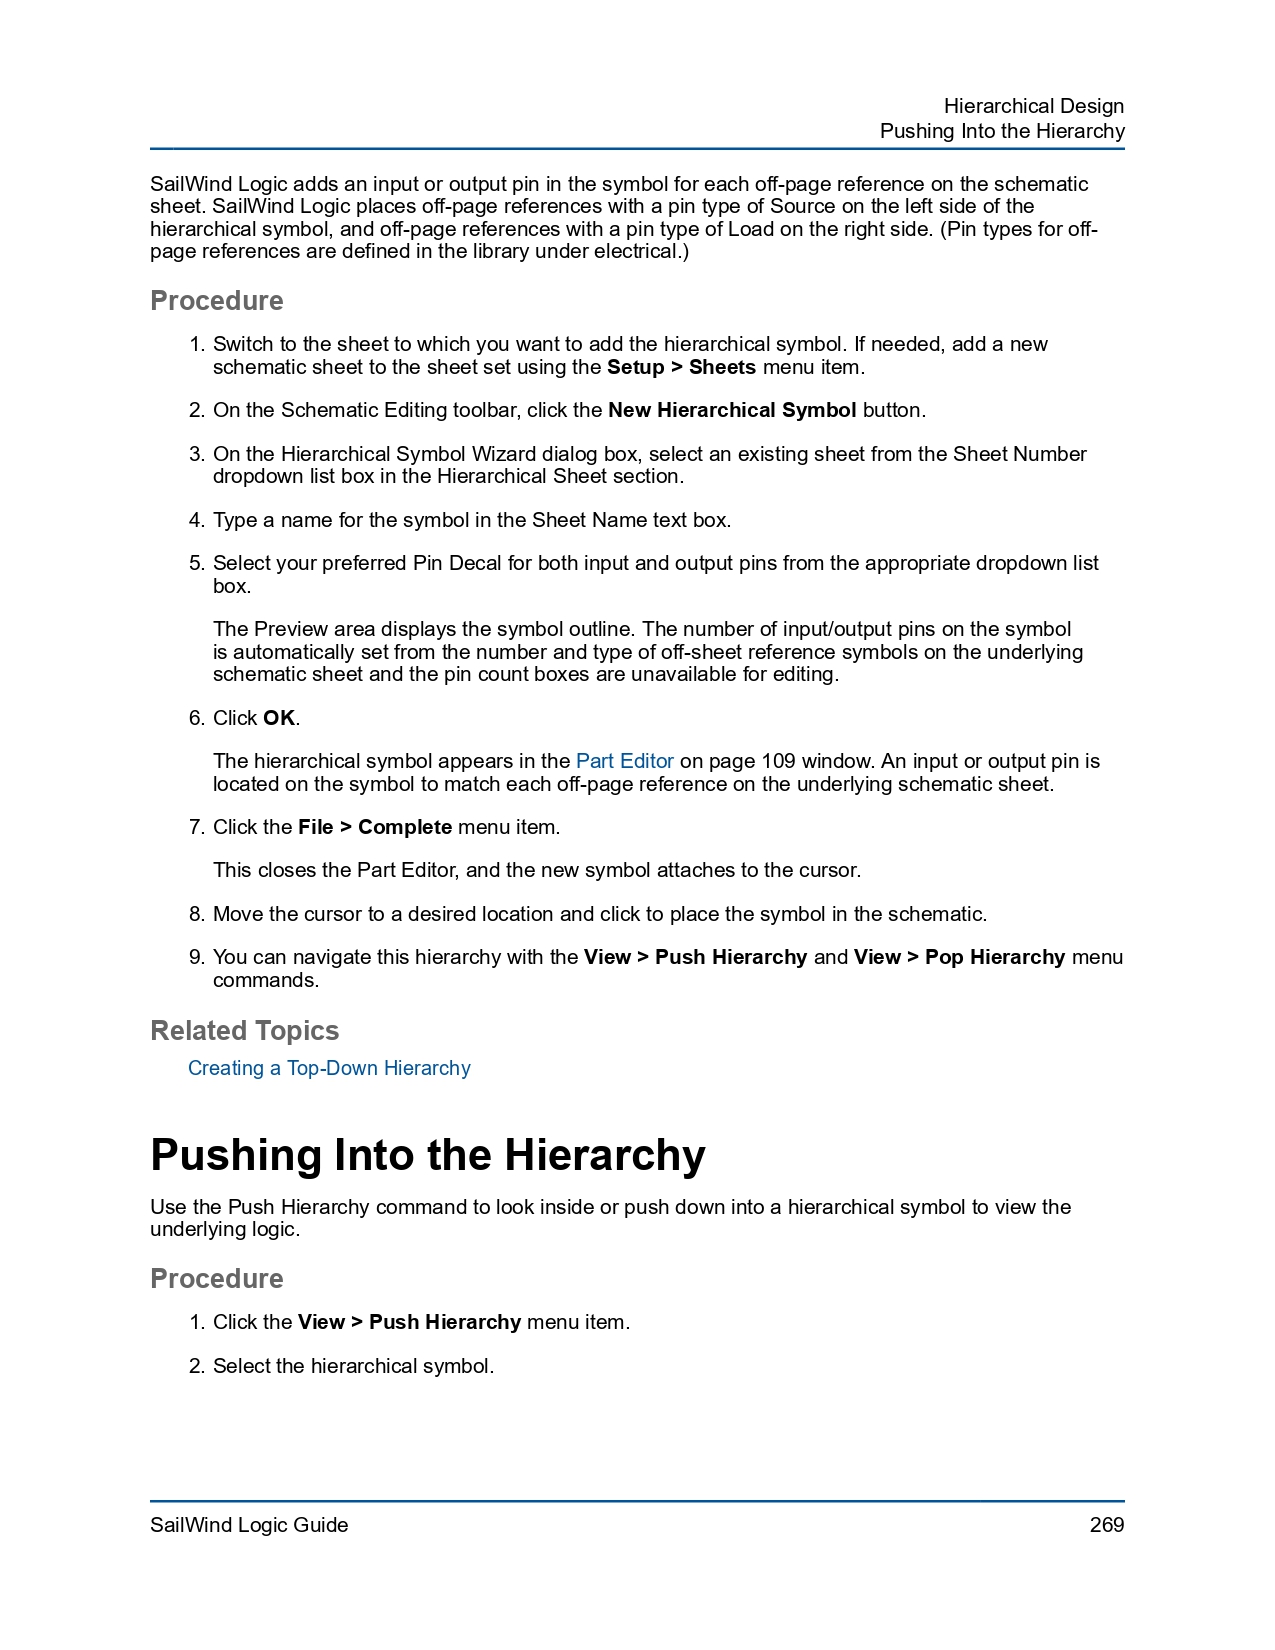 Hierarchical Design
Pushing Into the Hierarchy
SailWind Logic adds an input or output pin in the symbol for each off-page reference on the schematic
sheet. SailWind Logic places off-page references with a pin type of Source on the left side of the
hierarchical symbol, and off-page references with a pin type of Load on the right side. (Pin types for off-
page references are defined in the library under electrical.)
Procedure
1. Switch to the sheet to which you want to add the hierarchical symbol. If needed, add a new
schematic sheet to the sheet set using the Setup > Sheets menu item.
2. On the Schematic Editing toolbar, click the New Hierarchical Symbol button.
3. On the Hierarchical Symbol Wizard dialog box, select an existing sheet from the Sheet Number
dropdown list box in the Hierarchical Sheet section.
4. Type a name for the symbol in the Sheet Name text box.
5. Select your preferred Pin Decal for both input and output pins from the appropriate dropdown list
box.
The Preview area displays the symbol outline. The number of input/output pins on the symbol
is automatically set from the number and type of off-sheet reference symbols on the underlying
schematic sheet and the pin count boxes are unavailable for editing.
6. Click OK.
The hierarchical symbol appears in the Part Editor on page 109 window. An input or output pin is
located on the symbol to match each off-page reference on the underlying schematic sheet.
7. Click the File > Complete menu item.
This closes the Part Editor, and the new symbol attaches to the cursor.
8. Move the cursor to a desired location and click to place the symbol in the schematic.
9. You can navigate this hierarchy with the View > Push Hierarchy and View > Pop Hierarchy menu
commands.
Related Topics
Creating a Top-Down Hierarchy
Pushing Into the Hierarchy
Use the Push Hierarchy command to look inside or push down into a hierarchical symbol to view the
underlying logic.
Procedure
1. Click the View > Push Hierarchy menu item.
2. Select the hierarchical symbol.
SailWind Logic Guide
269